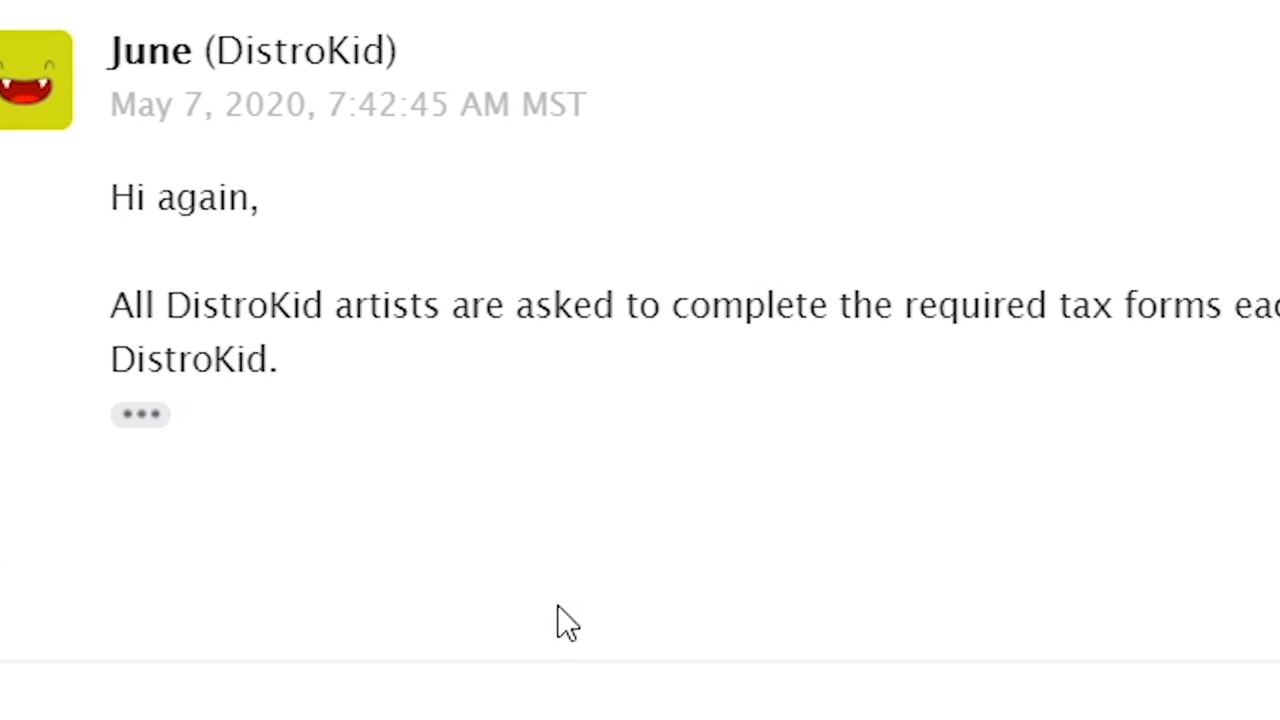 June (DistroKid)
May 7, 2020, 7:42:45 AM MST
Hi again,
All DistroKid artists are asked to complete the required tax forms
DistroKid.
•••